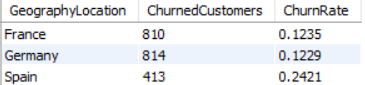 GeographyLocation ChurnedCustomers ChurnRate
France 810 0.1235
Germany 814 0.1229
Spain 413 0.2421